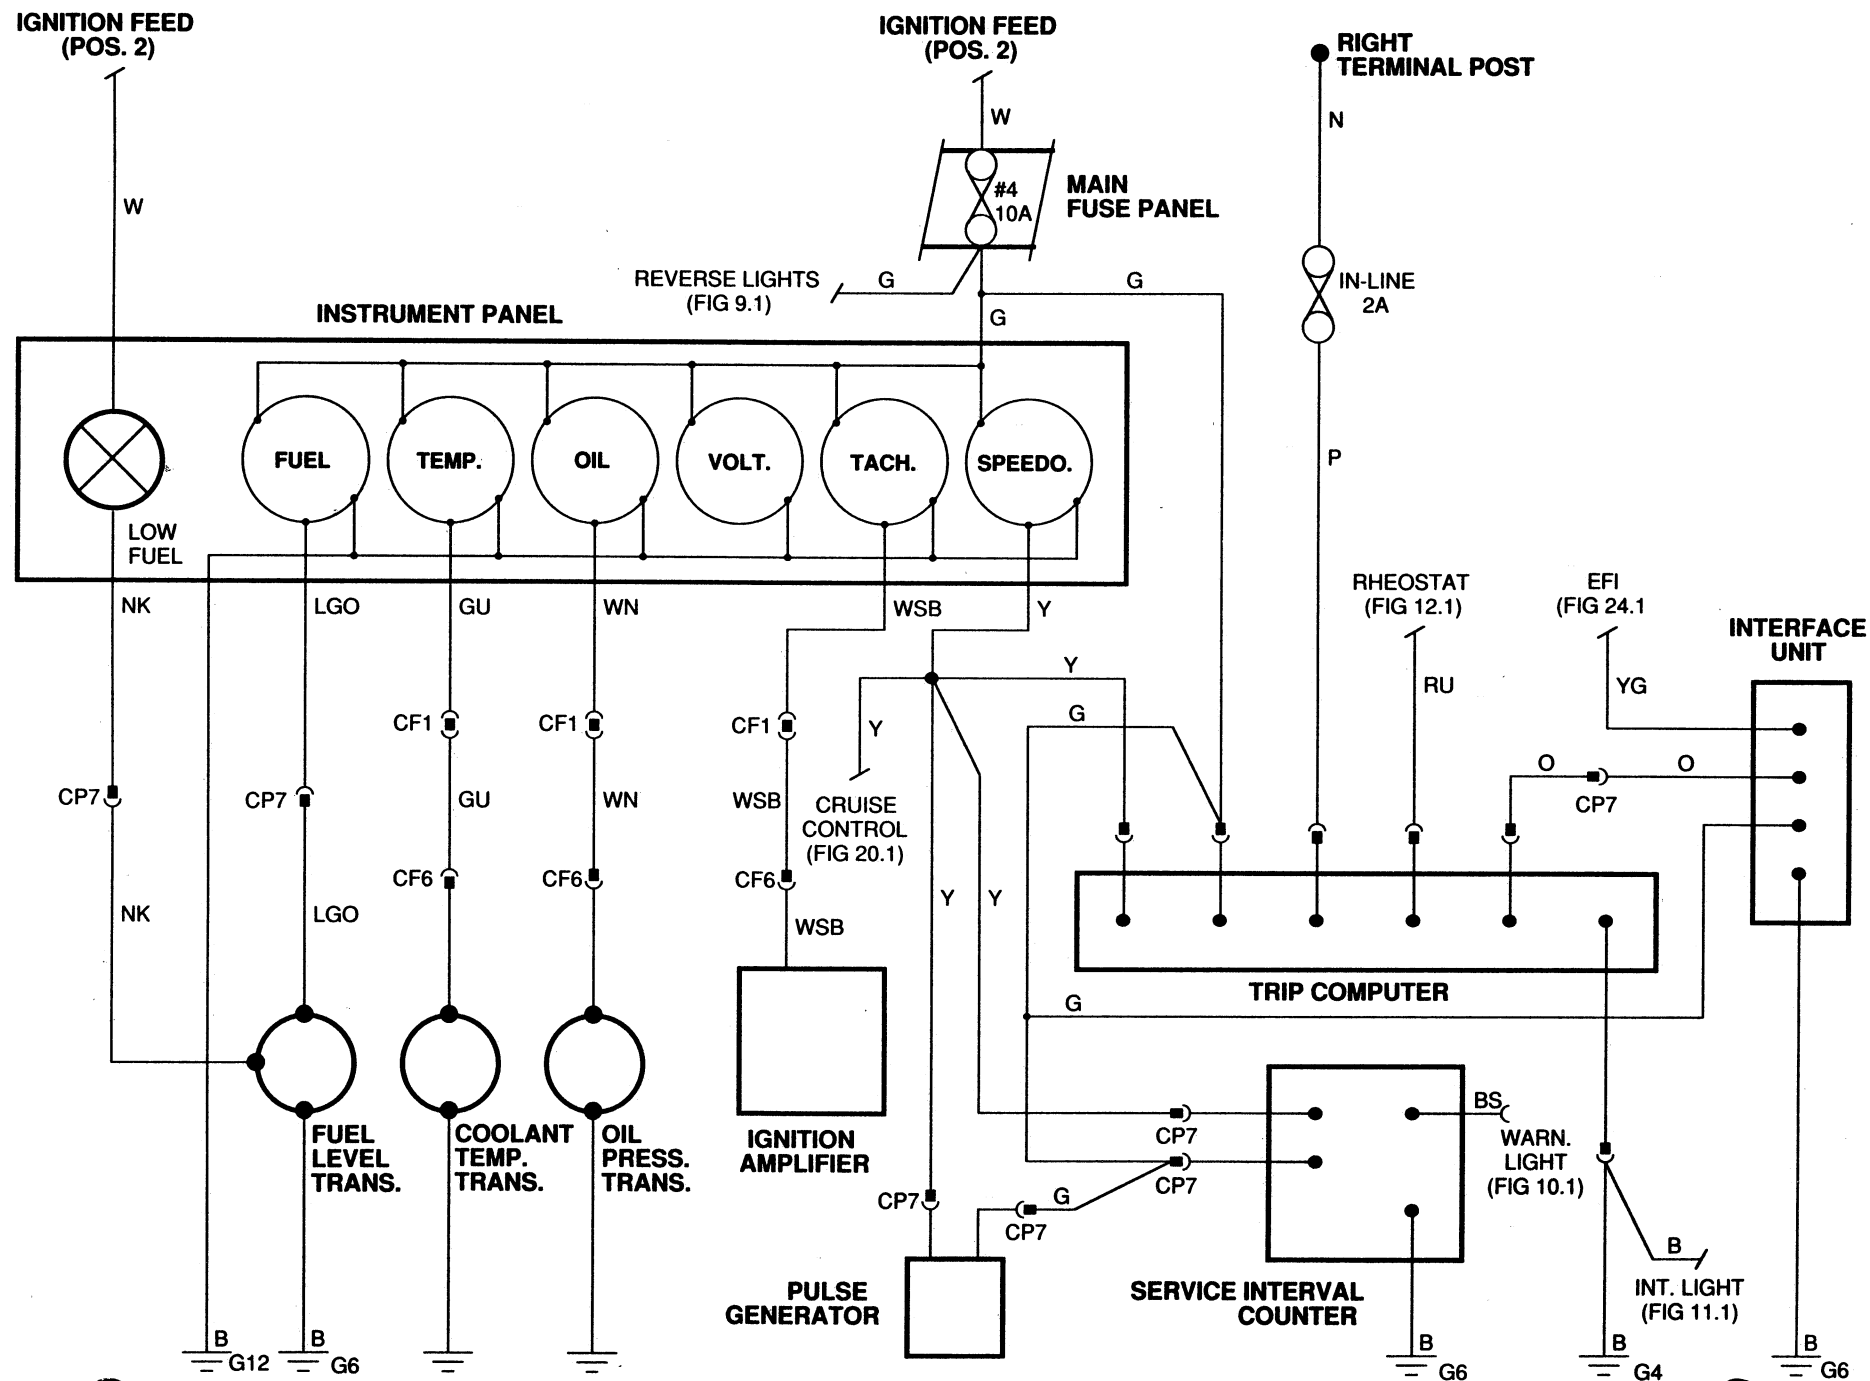 IGNITION FEED
(POS. 2)
IGNITION FEED
(POS. 2)
RIGHT
TERMINAL POST
W
N
W
#4
10A
MAIN
FUSE PANEL
REVERSE LIGHTS
(FIG 9.1)
G
G
G
IN-LINE
2A
INSTRUMENT PANEL
P
FUEL
TEMP.
OIL
VOLT.
TACH.
SPEEDO.
LOW
FUEL
NK
LGO
GU
WN
WSB
Y
RHEOSTAT
(FIG 12.1)
EFI
(FIG 24.1
INTERFACE
UNIT
Y
RU
YG
CF1
CF1
CF1
Y
G
O
O
CP7
CP7
CP7
GU
WN
WSB
CRUISE
CONTROL
(FIG 20.1)
CF6
CF6
CF6
NK
LGO
WSB
Y
Y
TRIP COMPUTER
G
FUEL
LEVEL
TRANS.
COOLANT
TEMP.
TRANS.
OIL
PRESS.
TRANS.
IGNITION
AMPLIFIER
CP7
CP7
BS
WARN.
LIGHT
(FIG 10.1)
CP7
G
CP7
B
INT. LIGHT
(FIG 11.1)
PULSE
GENERATOR
SERVICE INTERVAL
COUNTER
B
G12
B
G6
B
G6
B
G4
B
G6